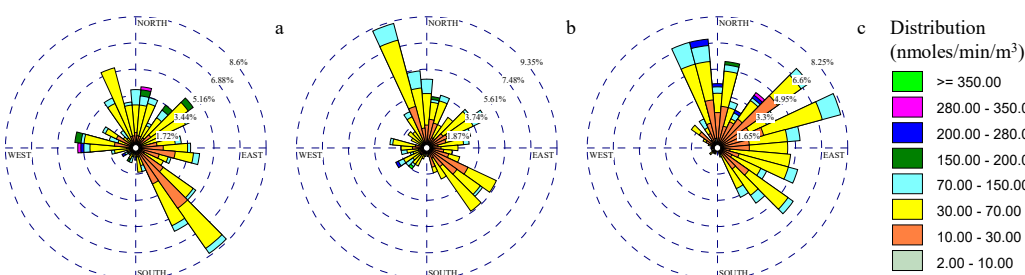 NORTH
8.6%
6.88%
5.16%
3.44%
1.72%
WEST
EAST
SOUTH
a
NORTH
9.35%
7.48%
5.61%
3.74%
1.87%
WEST
EAST
SOUTH
b
NORTH
8.25%
6.6%
4.95%
3.3%
1.65%
WEST
EAST
SOUTH
c
Distribution
(nmoles/min/m³)
>= 350.00
280.00 - 350.0
200.00 - 280.0
150.00 - 200.0
70.00 - 150.00
30.00 - 70.00
10.00 - 30.00
2.00 - 10.00